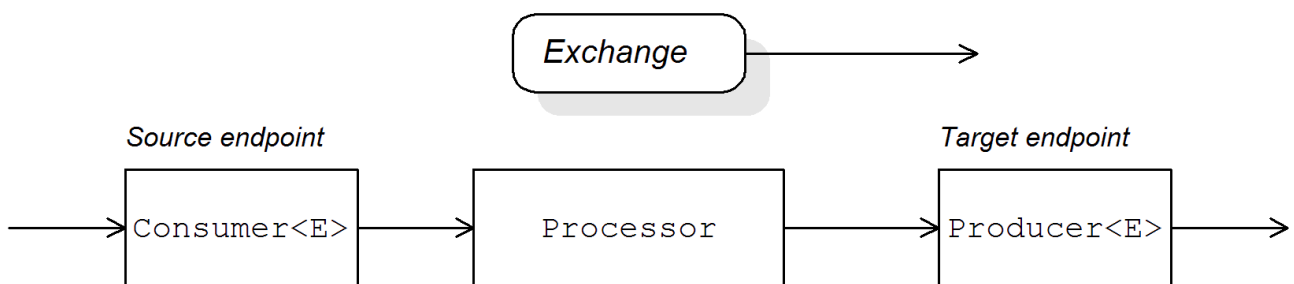 Exchange
Source endpoint
Target endpoint
Consumer<E>
Processor
Producer<E>